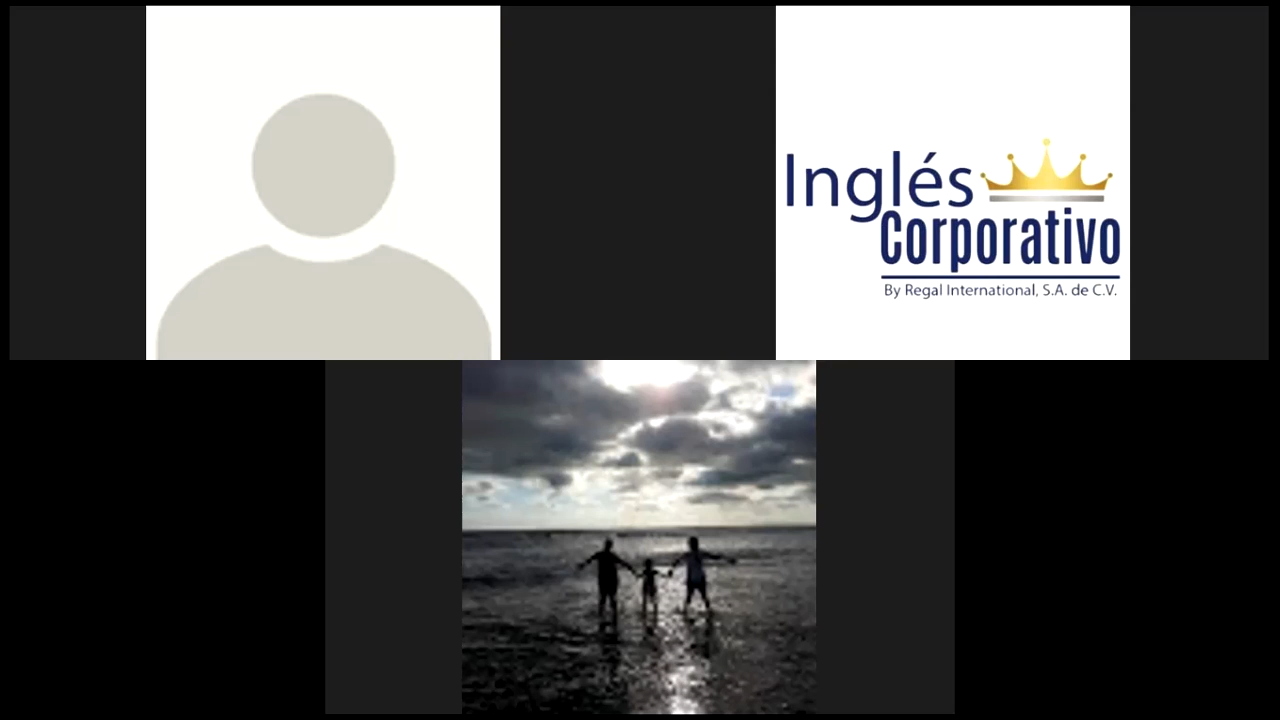 Inglés
Corporativo
By Regal International, S.A. de C.V.